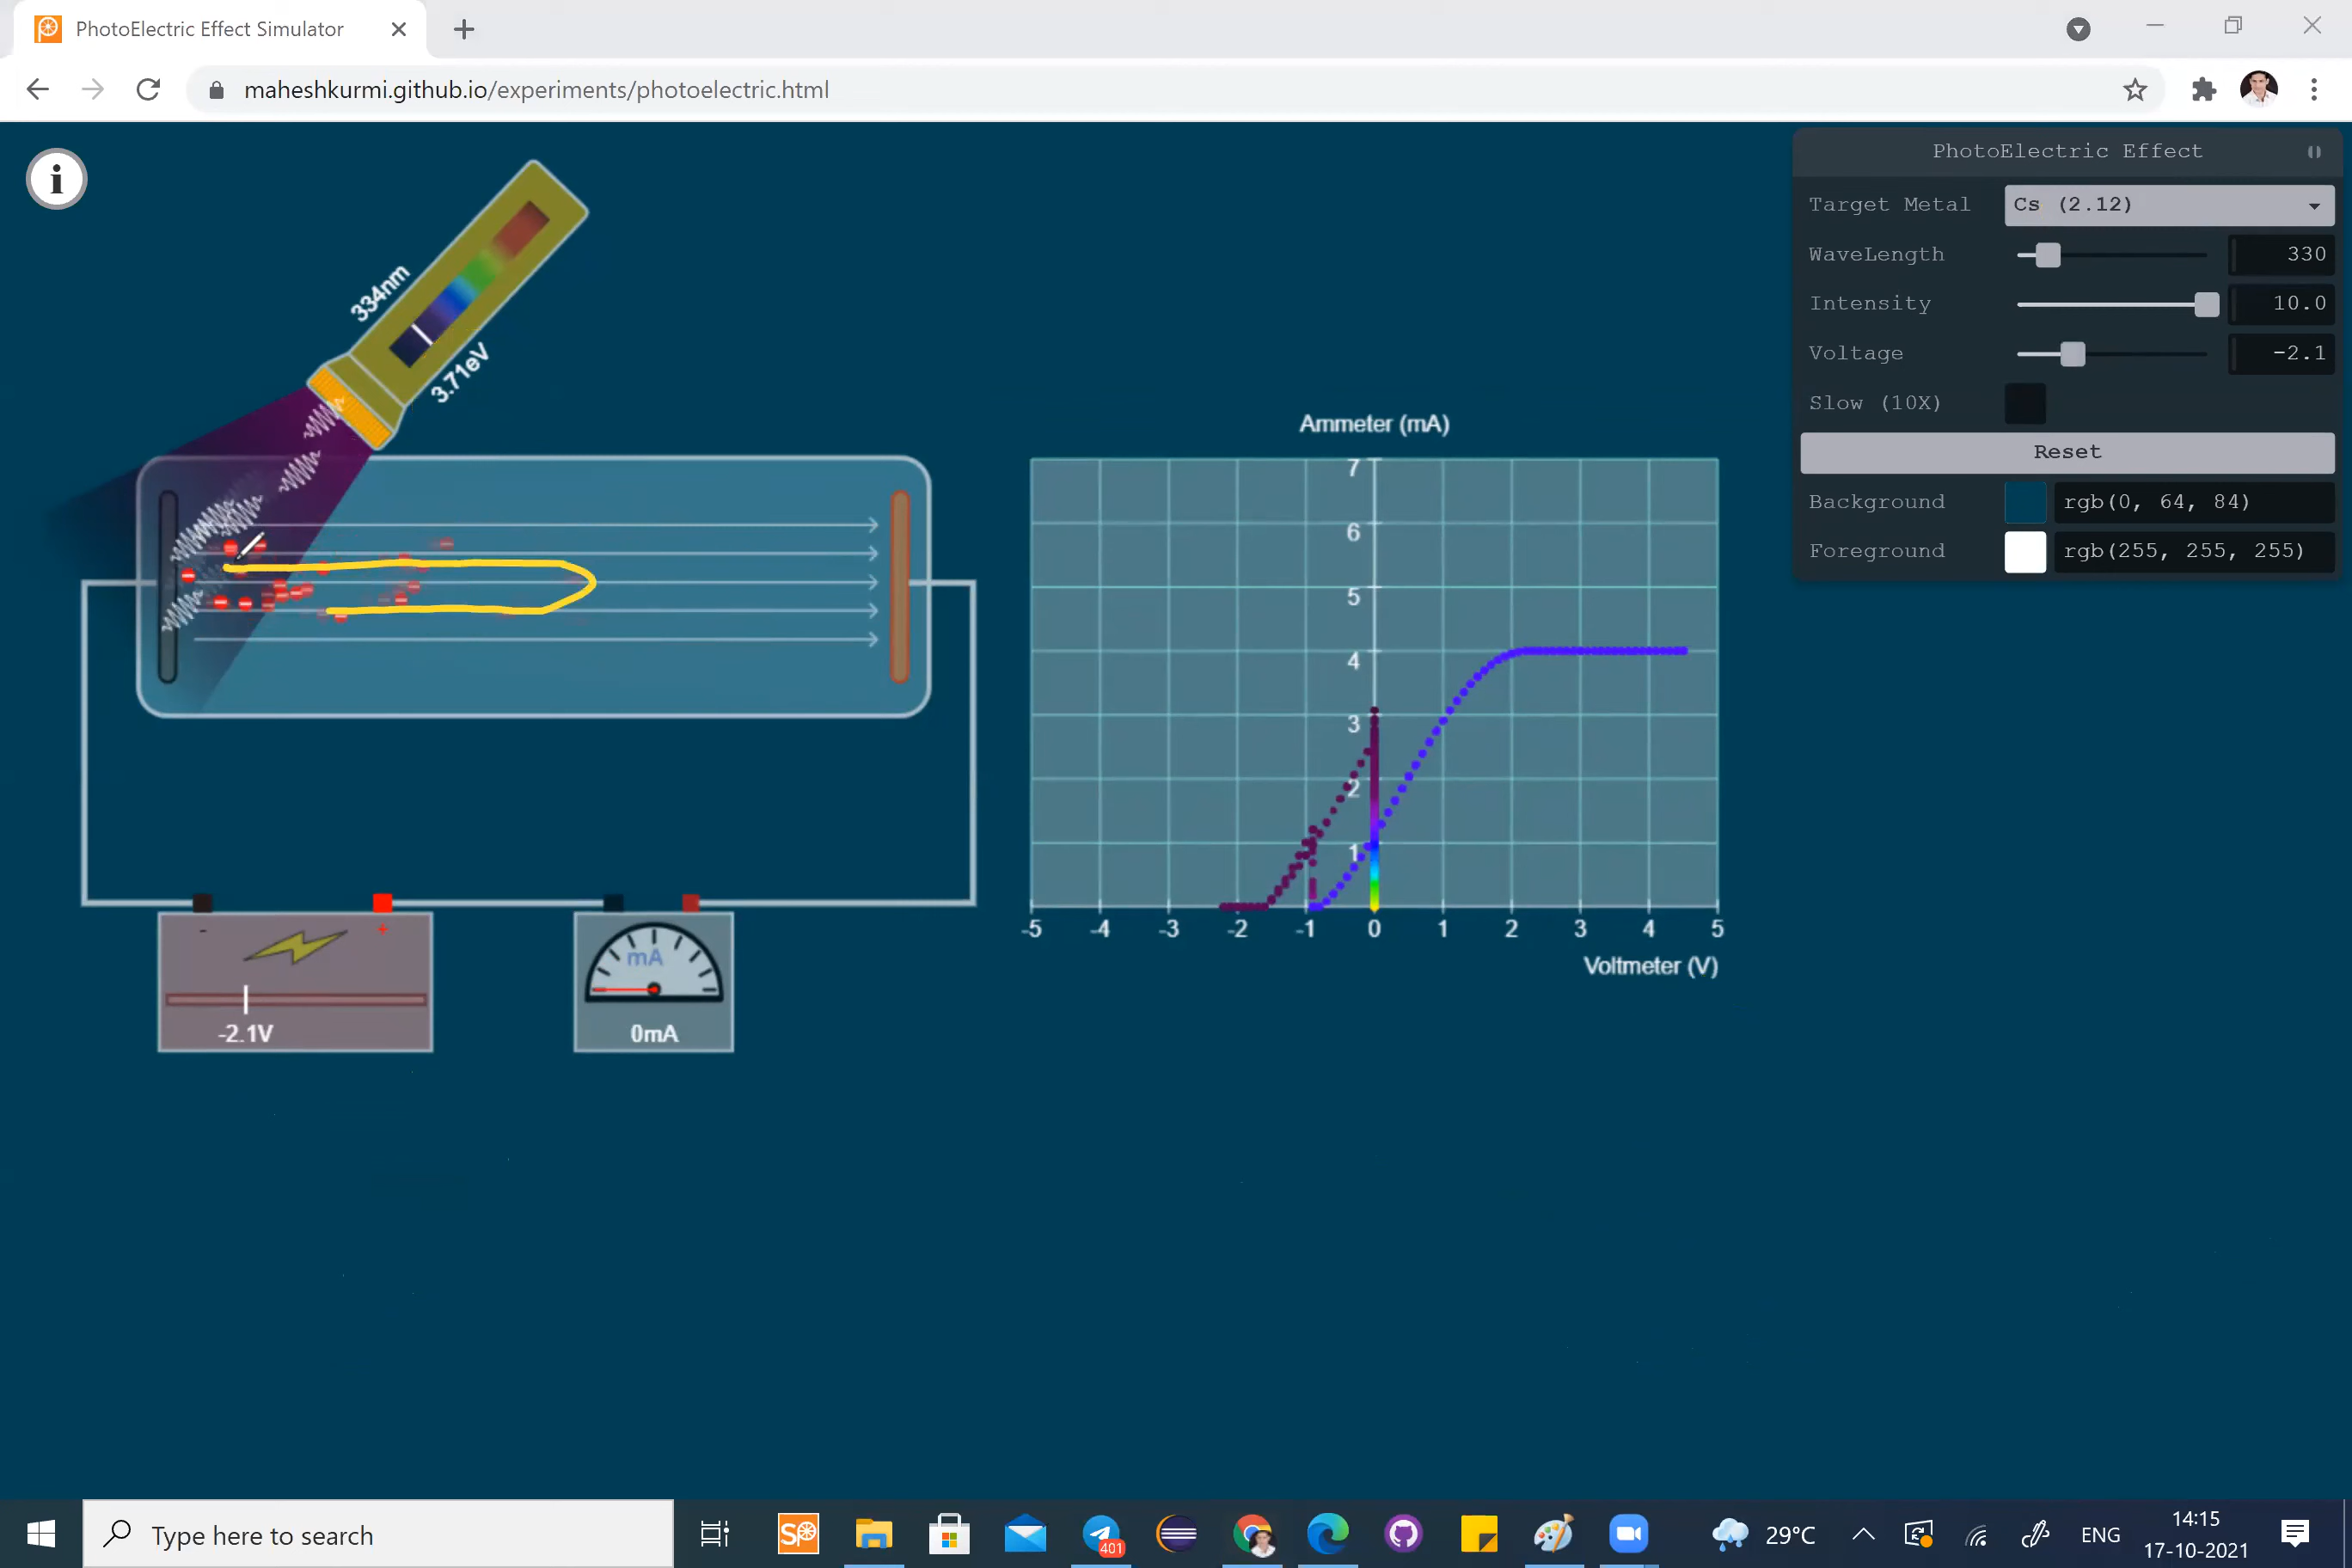 PhotoElectric Effect Simulator
maheshkurmi.github.io/experiments/photoelectric.html
i
334nm
3.71eV
PhotoElectric Effect
Target Metal Cs (2.12)
WaveLength 330
Intensity 10.0
Voltage -2.1
Slow (10X)
Reset
Background rgb(0, 64, 84)
Foreground rgb(255, 255, 255)
Ammeter (mA)
7
6
5
4
3
2
1
-5 -4 -3 -2 -1 0 1 2 3 4 5
Voltmeter (V)
- +
-2.1V
mA
0mA
Type here to search
SP
401
29°C
ENG
14:15
17-10-2021